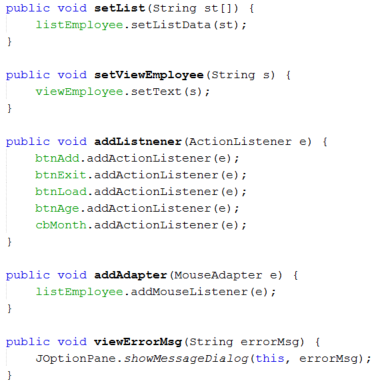 public void setList(String st[]) {
    listEmployee.setListData(st);
}
public void setViewEmployee(String s) {
    viewEmployee.setText(s);
}
public void addListnener(ActionListener e) {
    btnAdd.addActionListener(e);
    btnExit.addActionListener(e);
    btnLoad.addActionListener(e);
    btnAge.addActionListener(e);
    cbMonth.addActionListener(e);
}
public void addAdapter(MouseAdapter e) {
    listEmployee.addMouseListener(e);
}
public void viewErrorMsg(String errorMsg) {
    JOptionPane.showMessageDialog(this, errorMsg);
}